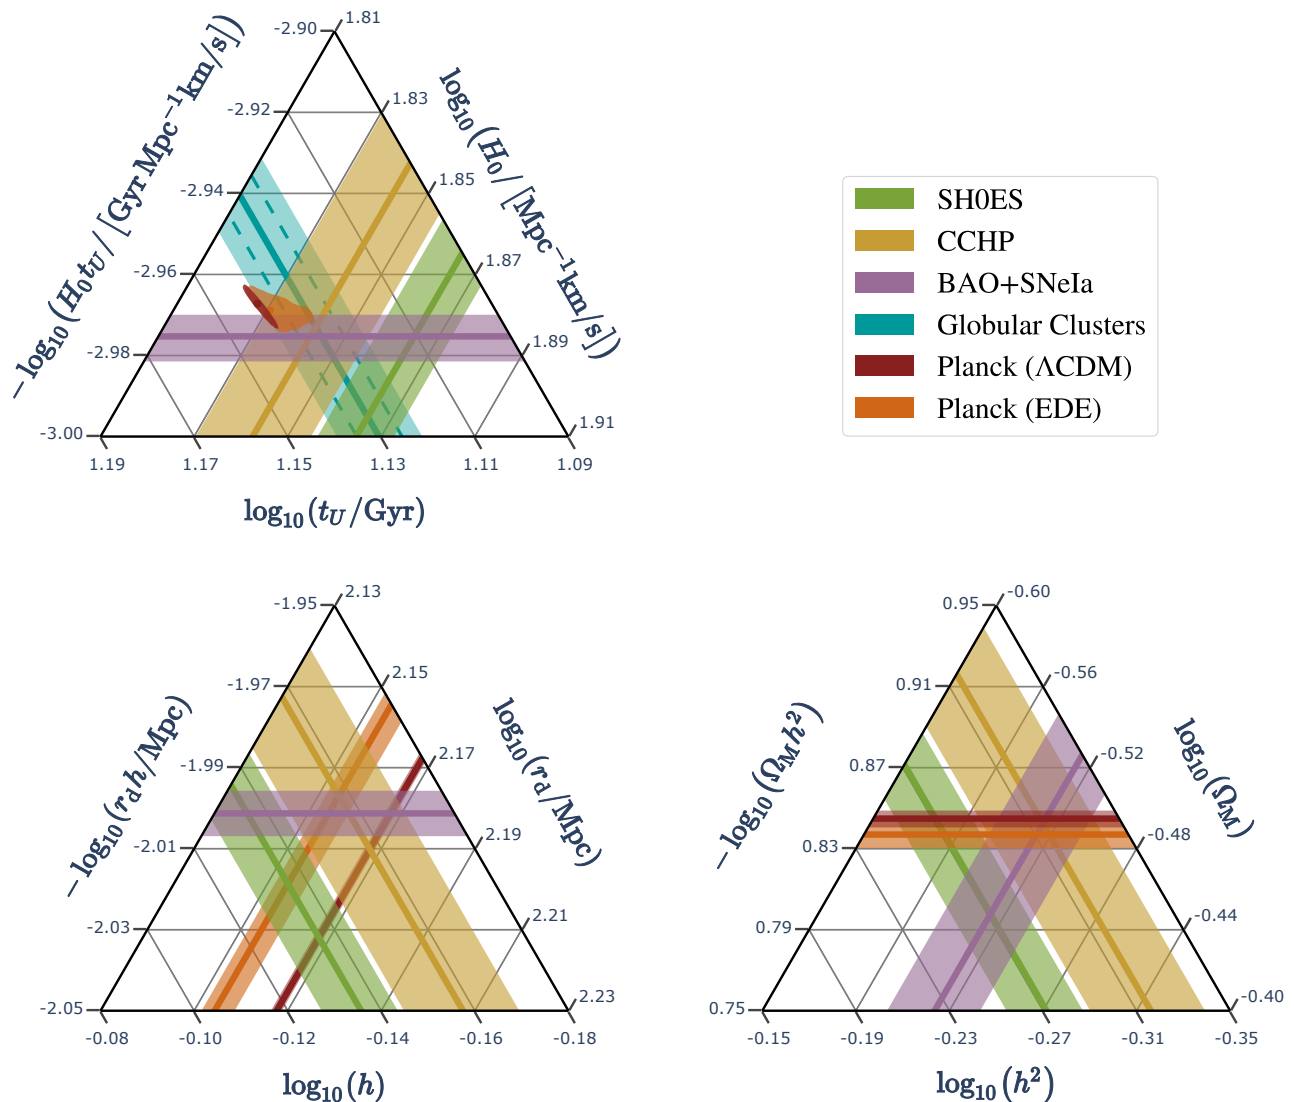 1.81
-2.90
−log₁₀(H₀t_U/[Gyr Mpc⁻¹km/s])
log₁₀(H₀/[Mpc⁻¹km/s])
1.83
-2.92
1.85
-2.94
1.87
-2.96
1.89
-2.98
1.91
-3.00
1.19 1.17 1.15 1.13 1.11 1.09
log₁₀(t_U/Gyr)
SH0ES
CCHP
BAO+SNeIa
Globular Clusters
Planck (ΛCDM)
Planck (EDE)
2.13
-1.95
−log₁₀(r_d h/Mpc)
log₁₀(r_d/Mpc)
2.15
-1.97
2.17
-1.99
2.19
-2.01
2.21
-2.03
2.23
-2.05
-0.08 -0.10 -0.12 -0.14 -0.16 -0.18
log₁₀(h)
-0.60
0.95
−log₁₀(Ω_M h²)
log₁₀(Ω_M)
-0.56
0.91
-0.52
0.87
-0.48
0.83
-0.44
0.79
-0.40
0.75
-0.15 -0.19 -0.23 -0.27 -0.31 -0.35
log₁₀(h²)